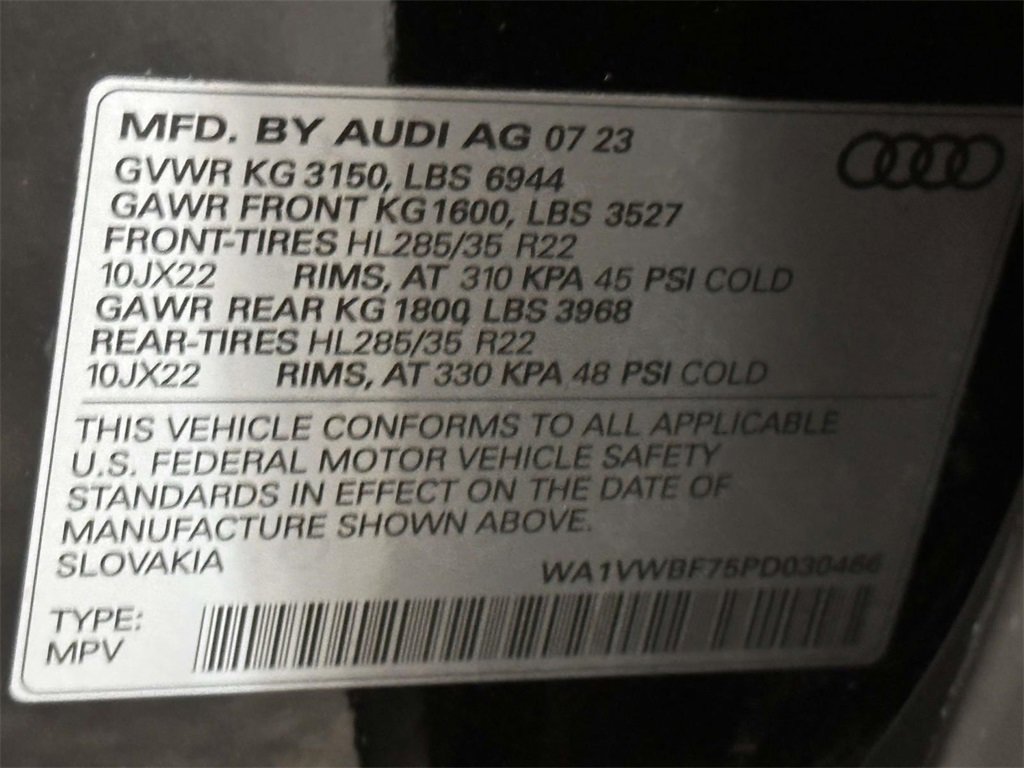 MFD. BY AUDI AG 07 23
GVWR KG 3150, LBS 6944
GAWR FRONT KG 1600, LBS 3527
FRONT-TIRES HL285/35 R22
10JX22 RIMS, AT 310 KPA 45 PSI COLD
GAWR REAR KG 1800, LBS 3968
REAR-TIRES HL285/35 R22
10JX22 RIMS, AT 330 KPA 48 PSI COLD
THIS VEHICLE CONFORMS TO ALL APPLICABLE
U.S. FEDERAL MOTOR VEHICLE SAFETY
STANDARDS IN EFFECT ON THE DATE OF
MANUFACTURE SHOWN ABOVE.
SLOVAKIA
WA1VWBF75PD030466
TYPE:
MPV